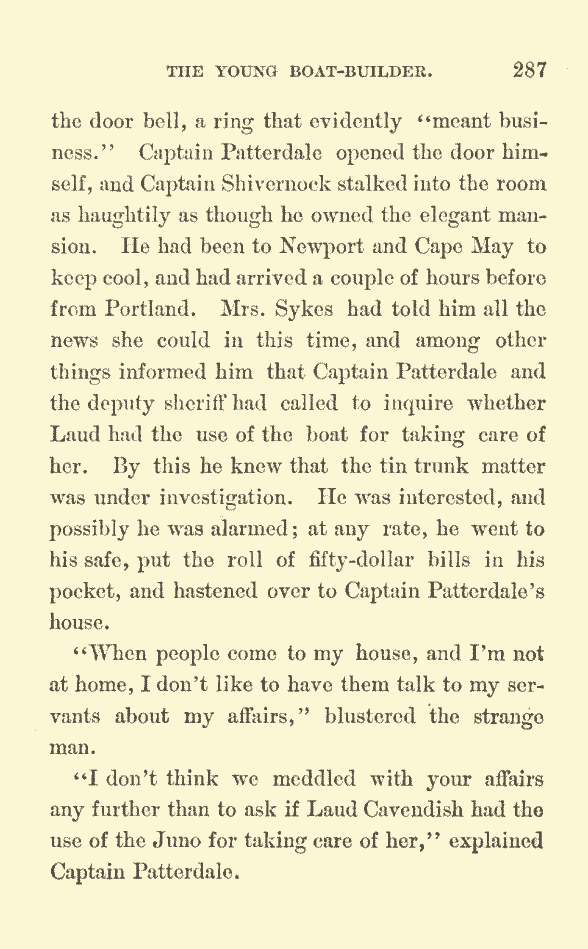 THE YOUNG BOAT-BUILDER. 287
the door bell, a ring that evidently "meant busi-
ness." Captain Patterdale opened the door him-
self, and Captain Shivernock stalked into the room
as haughtily as though he owned the elegant man-
sion. He had been to Newport and Cape May to
keep cool, and had arrived a couple of hours before
from Portland. Mrs. Sykes had told him all the
news she could in this time, and among other
things informed him that Captain Patterdale and
the deputy sheriff had called to inquire whether
Laud had the use of the boat for taking care of
her. By this he knew that the tin trunk matter
was under investigation. He was interested, and
possibly he was alarmed; at any rate, he went to
his safe, put the roll of fifty-dollar bills in his
pocket, and hastened over to Captain Patterdale's
house.
"When people come to my house, and I'm not
at home, I don't like to have them talk to my ser-
vants about my affairs," blustered the strange
man.
"I don't think we meddled with your affairs
any further than to ask if Laud Cavendish had the
use of the Juno for taking care of her," explained
Captain Patterdale.